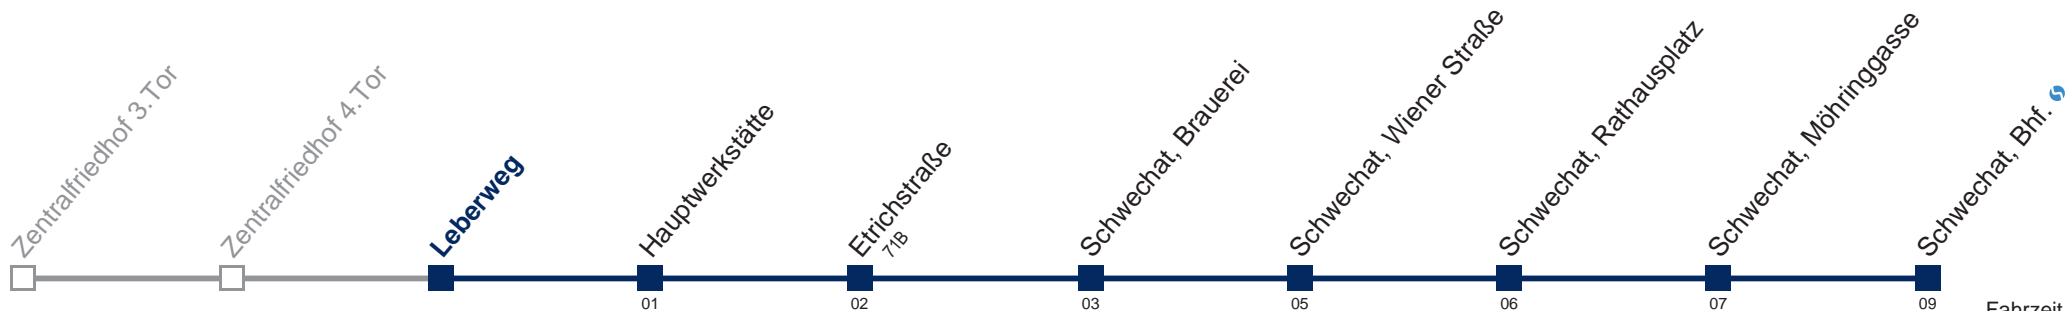 Zentralfriedhof 3.Tor
Zentralfriedhof 4.Tor
Leberweg
Hauptwerkstätte
Etrichstraße
71B
Schwechat, Brauerei
Schwechat, Wiener Straße
Schwechat, Rathausplatz
Schwechat, Möhringgasse
Schwechat, Bhf.
01
02
03
05
06
07
09
Fahrzeit